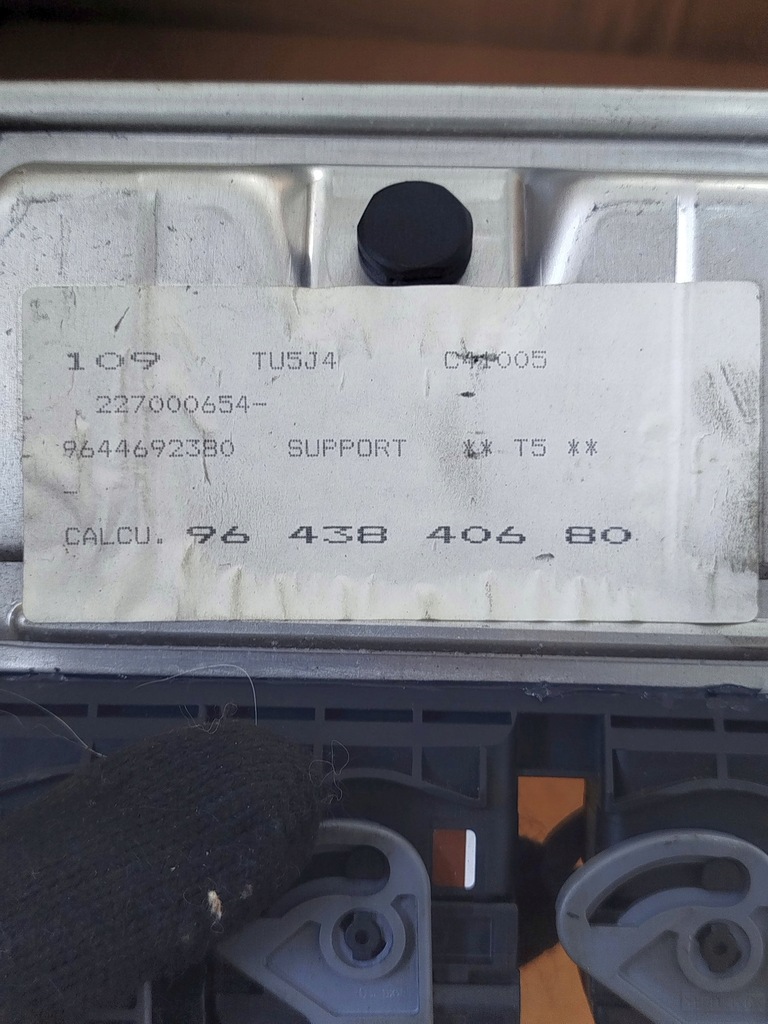 109 TU5J4 C41005
227000654-
9644692380 SUPPORT ** T5 **
-
CALCU. 96 438 406 80